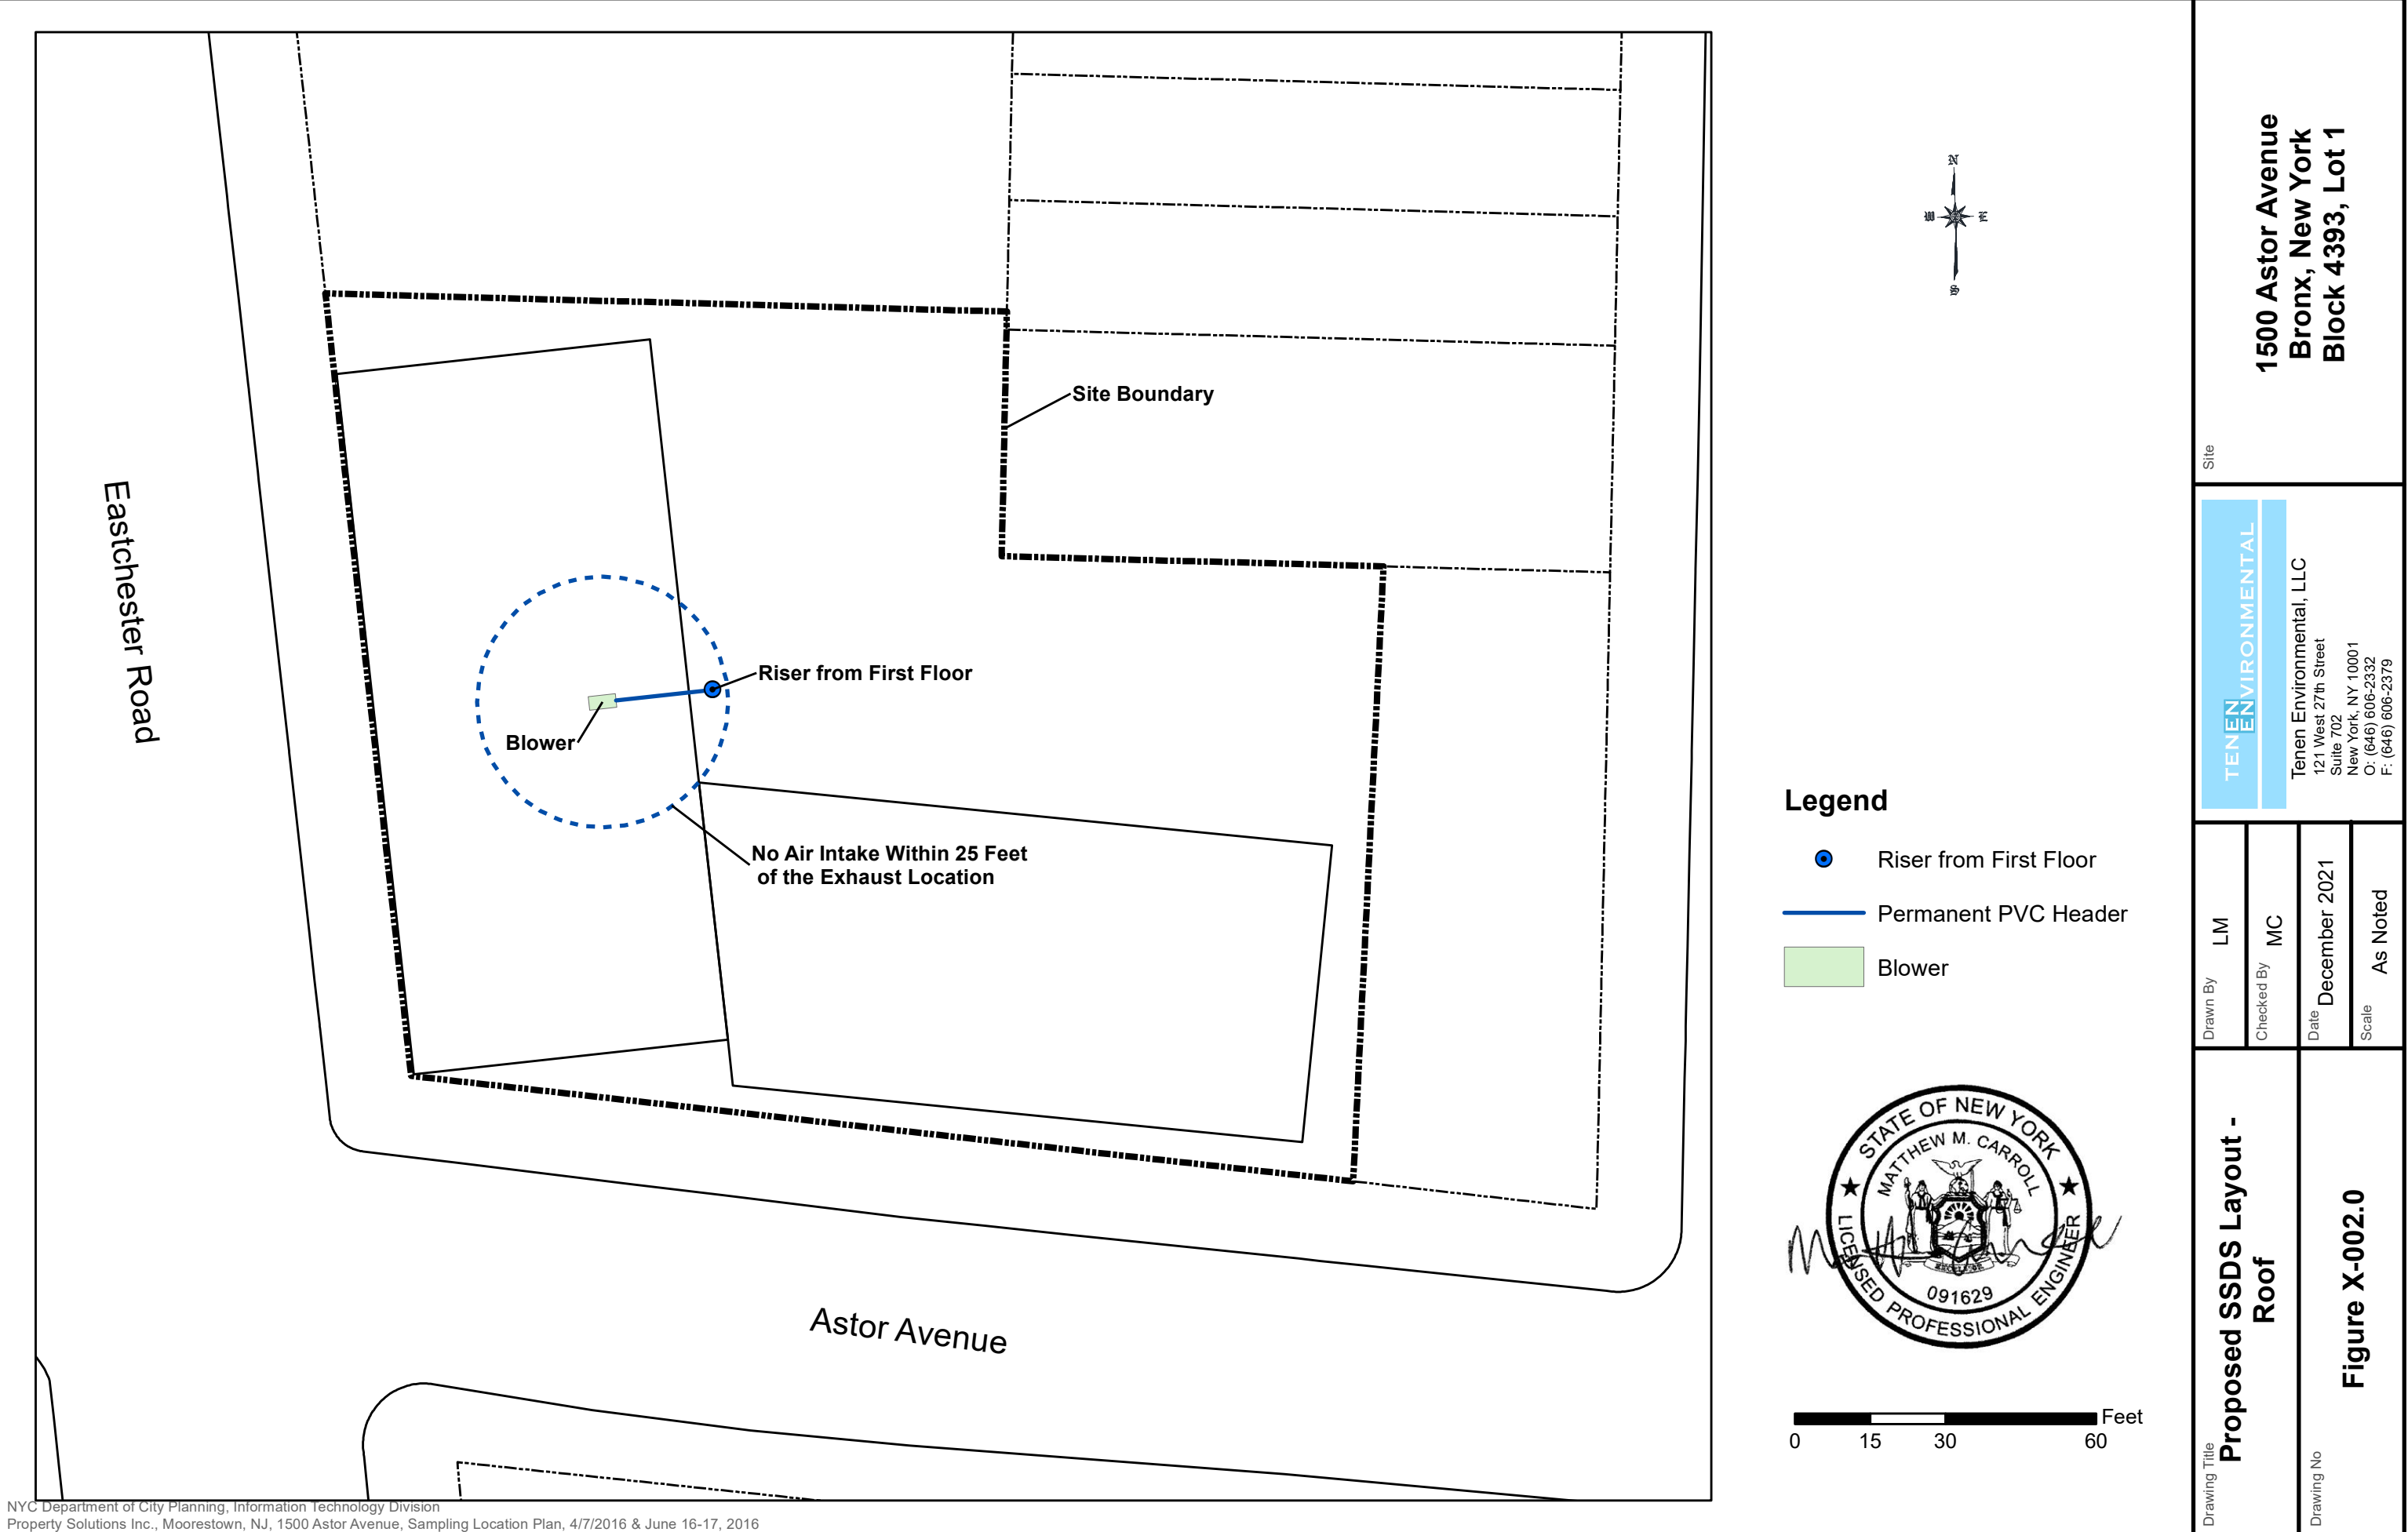 Eastchester Road
Site Boundary
Riser from First Floor
Blower
No Air Intake Within 25 Feet
of the Exhaust Location
Astor Avenue
N
W
E
S
Legend
Riser from First Floor
Permanent PVC Header
Blower
STATE OF NEW YORK
MATTHEW M. CARROLL
EXCELSIOR
091629
LICENSED PROFESSIONAL ENGINEER
Feet
0 15 30 60
Site
1500 Astor Avenue
Bronx, New York
Block 4393, Lot 1
TENEN
ENVIRONMENTAL
Tenen Environmental, LLC
121 West 27th Street
Suite 702
New York, NY 10001
O: (646) 606-2332
F: (646) 606-2379
Drawn By LM
Checked By MC
Date December 2021
Scale As Noted
Drawing Title
Proposed SSDS Layout -
Roof
Drawing No
Figure X-002.0
NYC Department of City Planning, Information Technology Division
Property Solutions Inc., Moorestown, NJ, 1500 Astor Avenue, Sampling Location Plan, 4/7/2016 & June 16-17, 2016